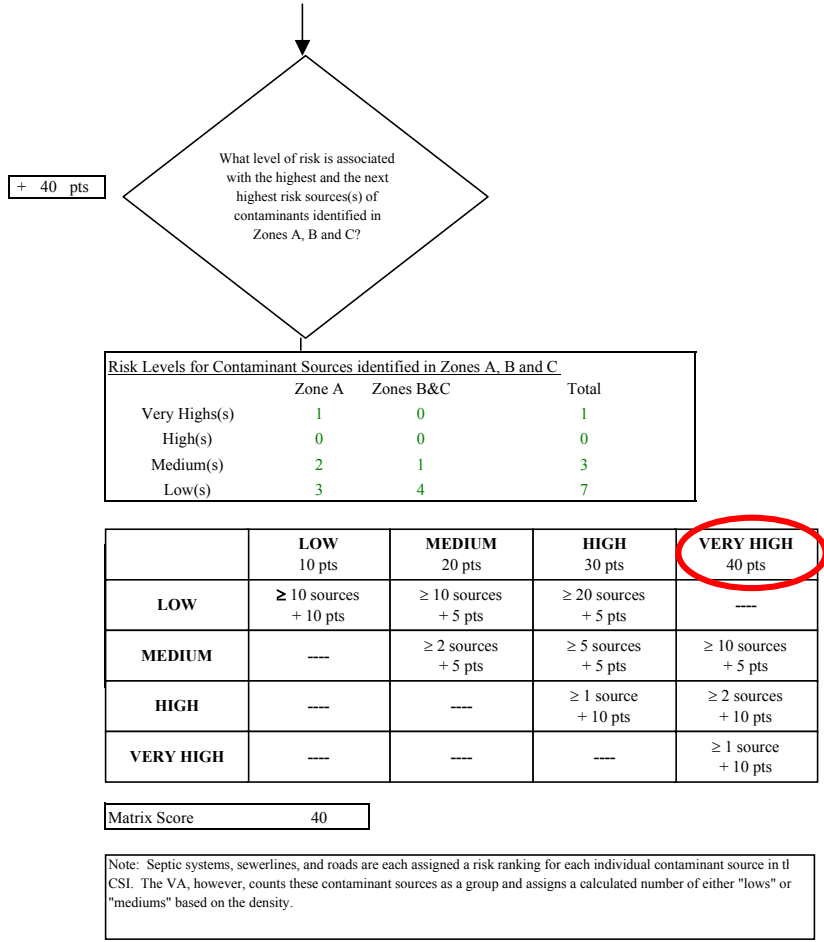 What level of risk is associated
with the highest and the next
highest risk sources(s) of
contaminants identified in
Zones A, B and C?
+ 40 pts
Risk Levels for Contaminant Sources identified in Zones A, B and C
Zone A Zones B&C Total
Very Highs(s) 1 0 1
High(s) 0 0 0
Medium(s) 2 1 3
Low(s) 3 4 7
LOW MEDIUM HIGH VERY HIGH
10 pts 20 pts 30 pts 40 pts
LOW ≥ 10 sources ≥ 10 sources ≥ 20 sources ----
+ 10 pts + 5 pts + 5 pts
MEDIUM ---- ≥ 2 sources ≥ 5 sources ≥ 10 sources
+ 5 pts + 5 pts + 5 pts
HIGH ---- ---- ≥ 1 source ≥ 2 sources
+ 10 pts + 10 pts
VERY HIGH ---- ---- ---- ≥ 1 source
+ 10 pts
Matrix Score 40
Note: Septic systems, sewerlines, and roads are each assigned a risk ranking for each individual contaminant source in
CSI. The VA, however, counts these contaminant sources as a group and assigns a calculated number of either "lows" or
"mediums" based on the density.